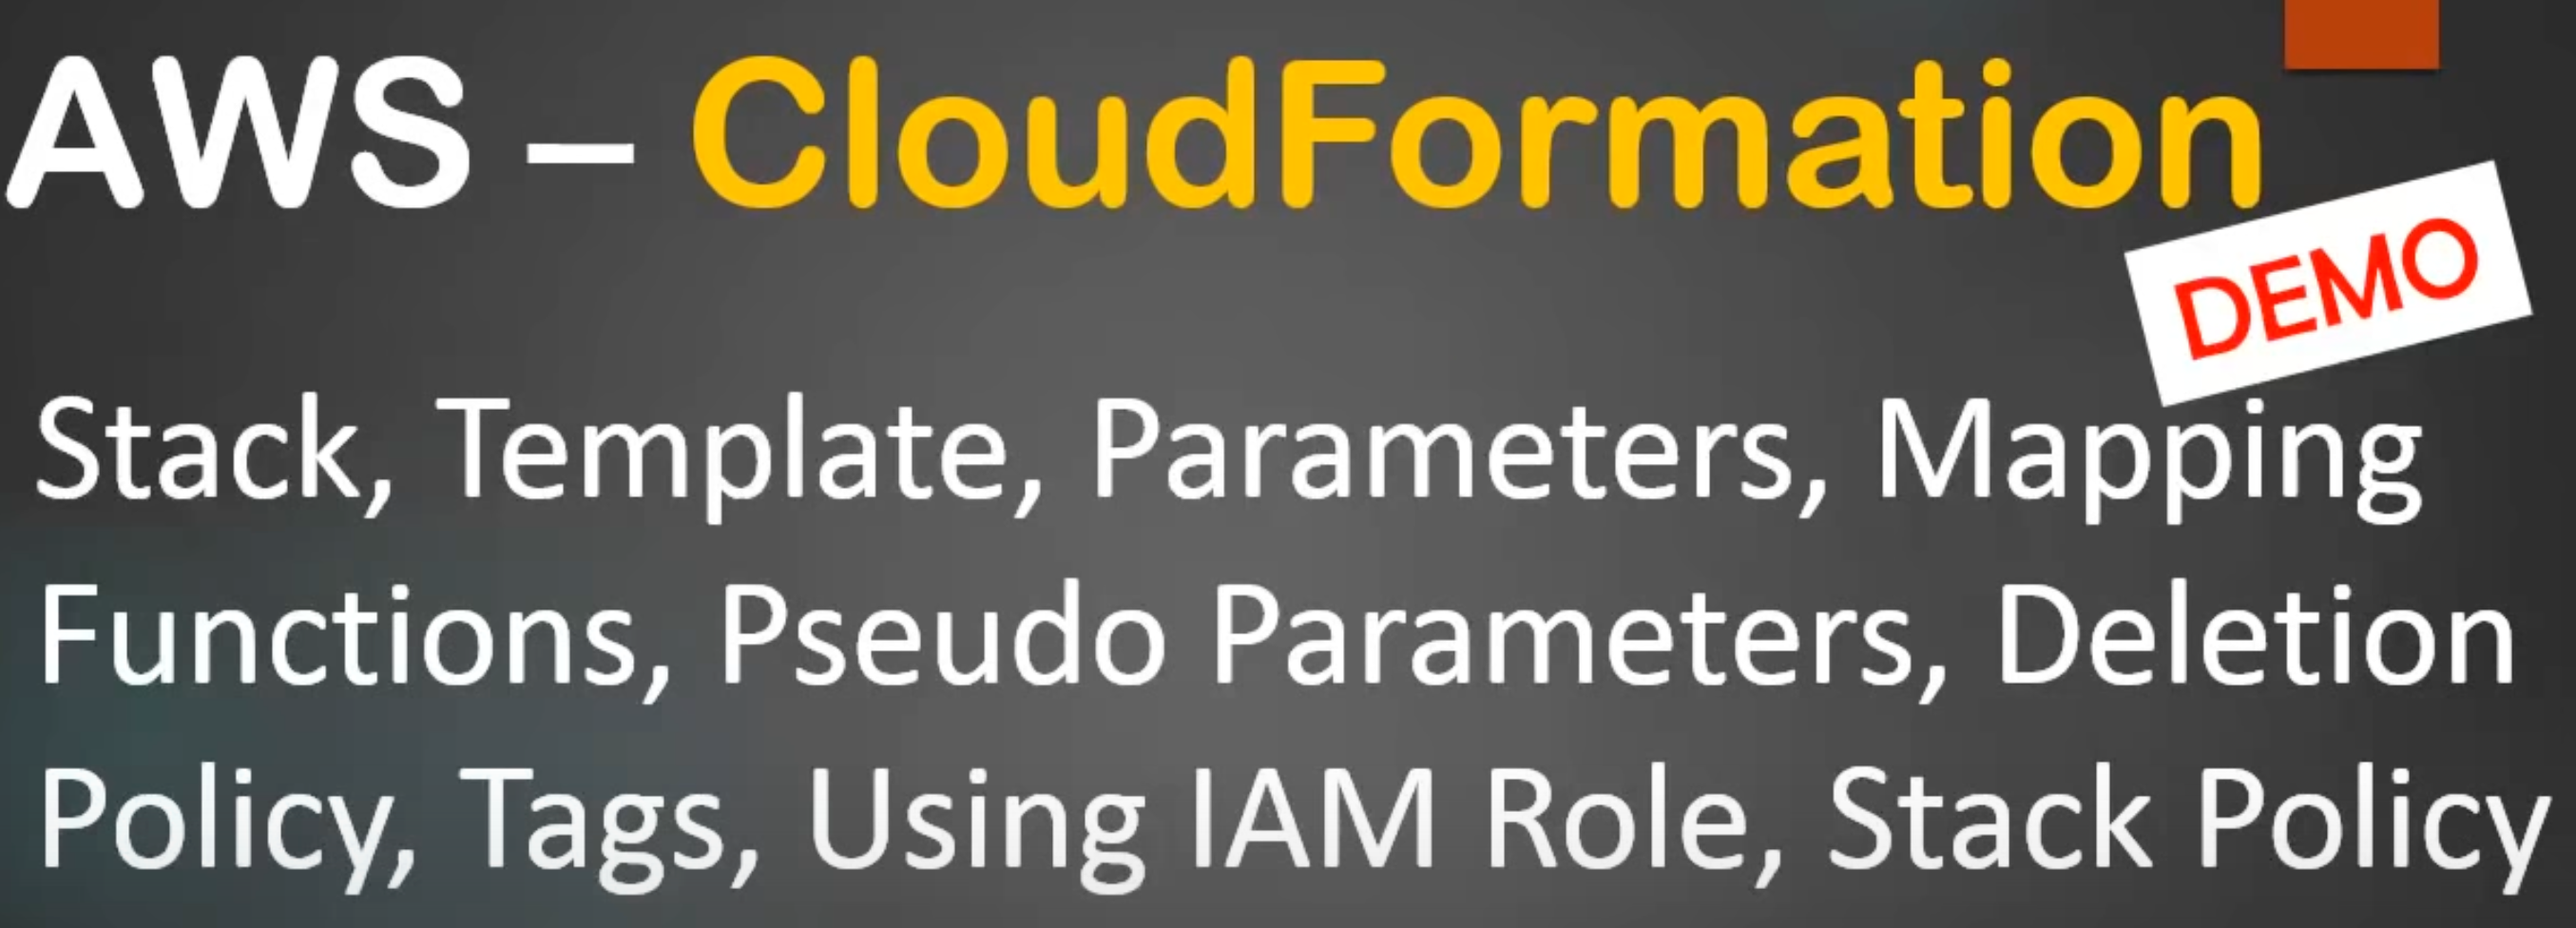 AWS – CloudFormation
DEMO
Stack, Template, Parameters, Mapping
Functions, Pseudo Parameters, Deletion
Policy, Tags, Using IAM Role, Stack Policy